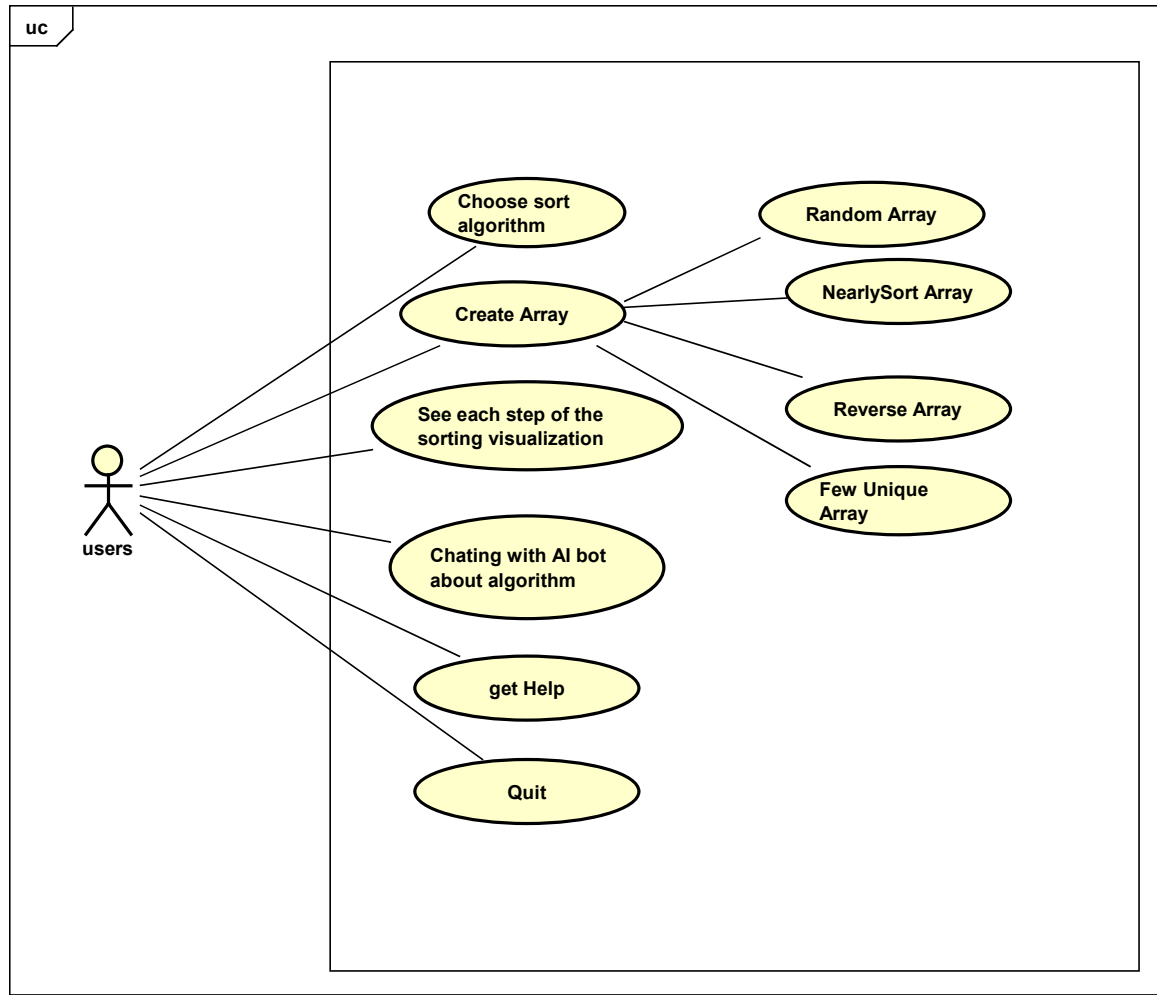 uc
Choose sort
algorithm
Random Array
NearlySort Array
Create Array
Reverse Array
See each step of the
sorting visualization
Few Unique
Array
users
Chating with AI bot
about algorithm
get Help
Quit